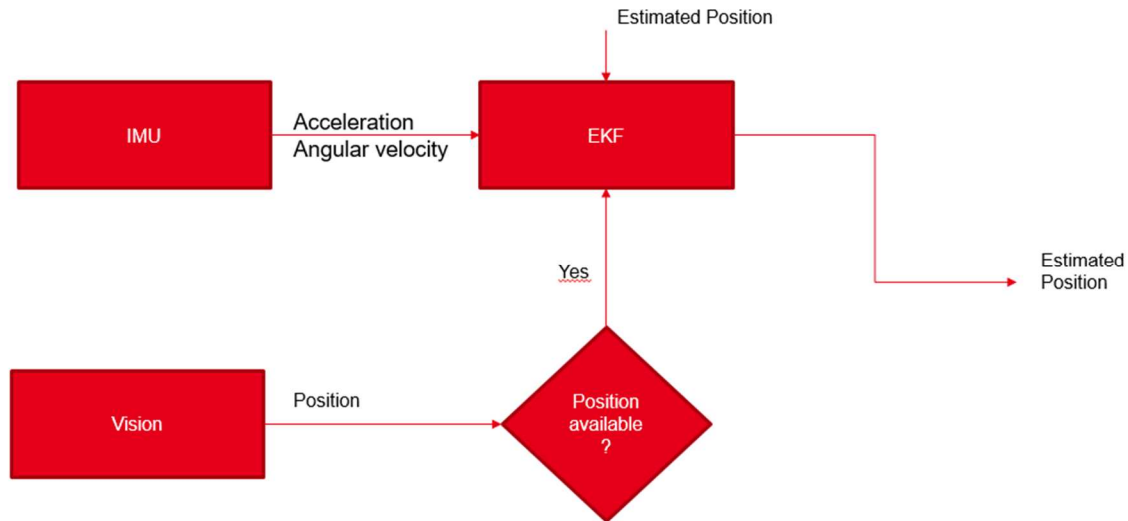 Estimated Position
IMU
Acceleration
Angular velocity
EKF
Yes
Estimated
Position
Vision
Position
Position
available
?